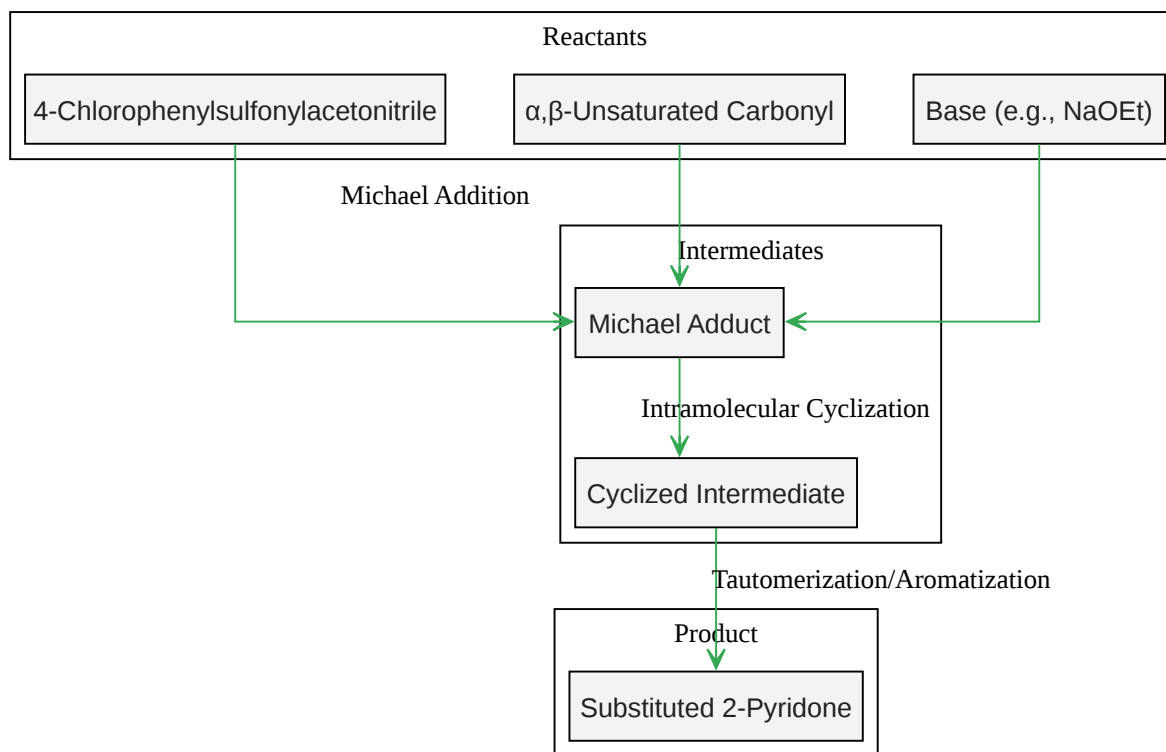 Reactants
4-Chlorophenylsulfonylacetonitrile
α,β-Unsaturated Carbonyl
Base (e.g., NaOEt)
Michael Addition
Intermediates
Michael Adduct
Intramolecular Cyclization
Cyclized Intermediate
Tautomerization/Aromatization
Product
Substituted 2-Pyridone